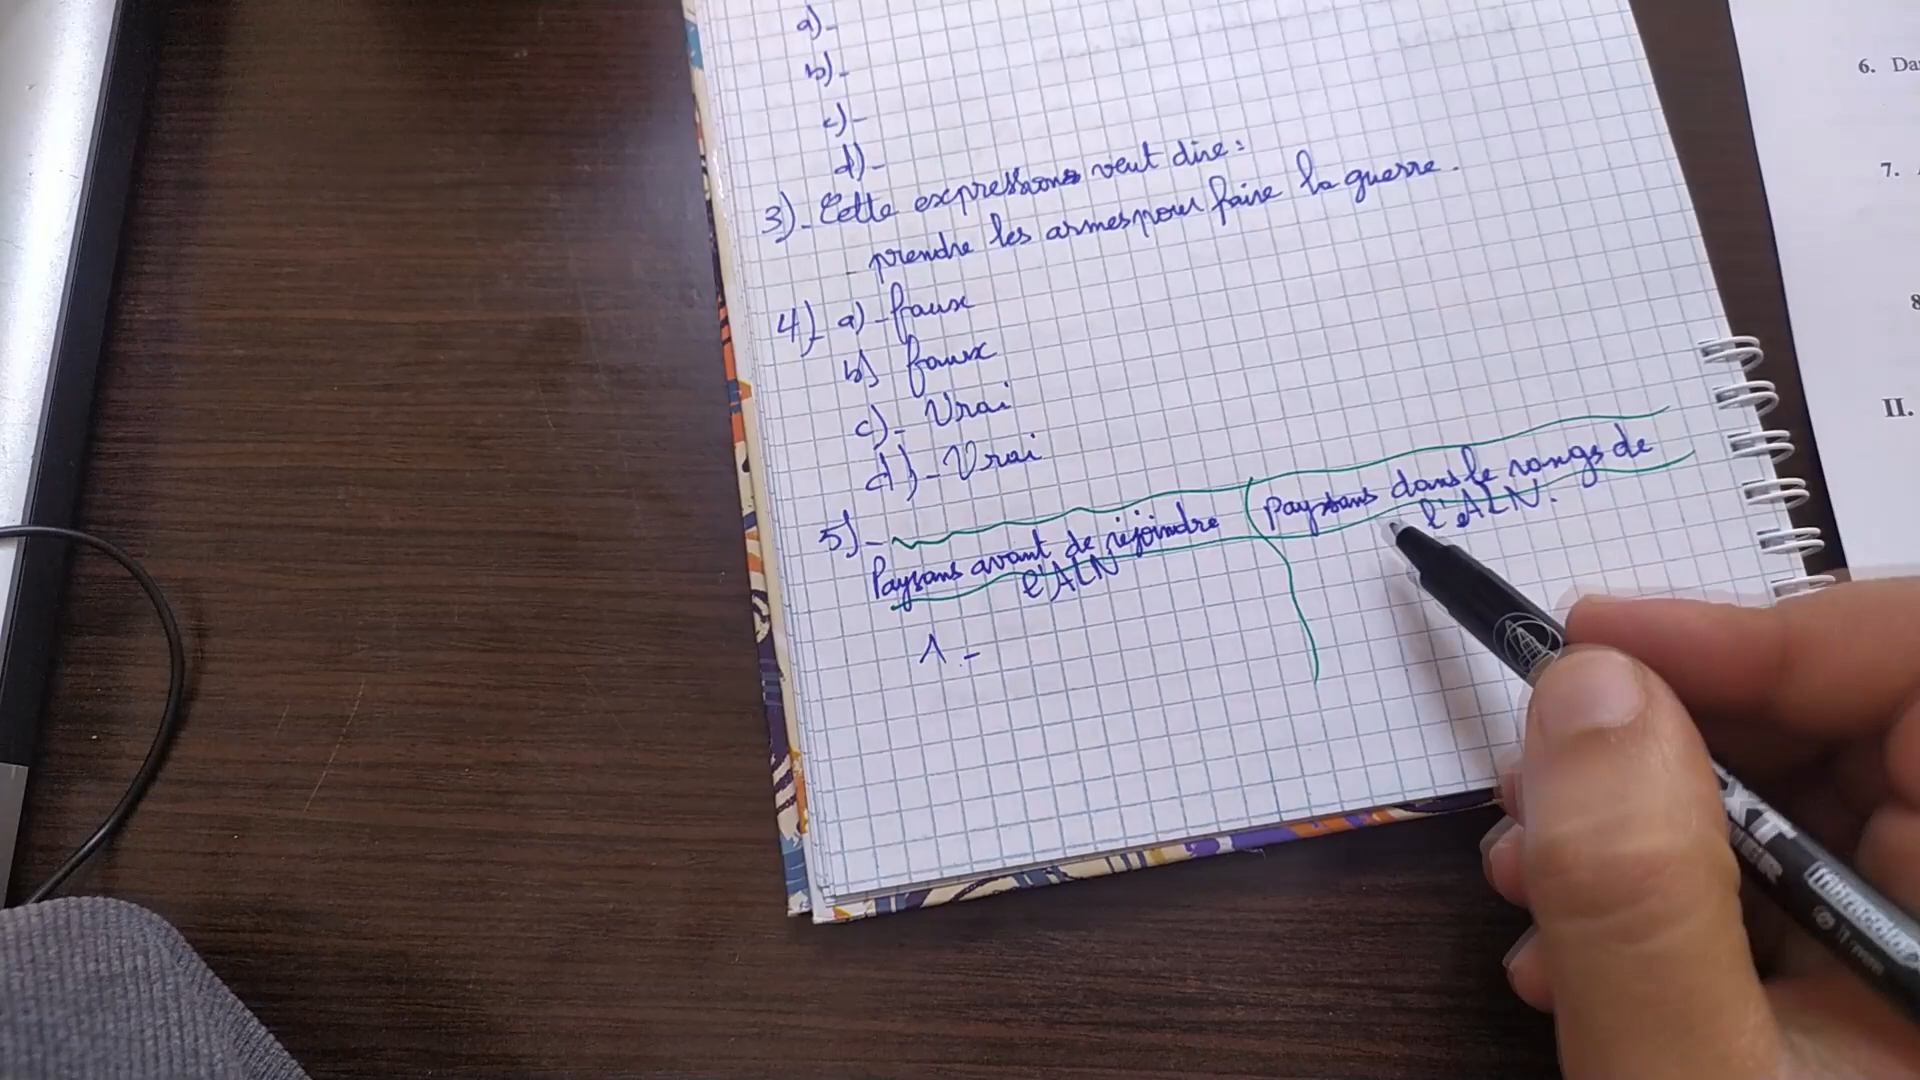 a)-
b)-
c)-
d)-
3)- Cette expression veut dire:
- prendre les armes pour faire la guerre.
4)- a)- faux
b) faux
c)- Vrai
d)- Vrai
5)-
Paysans avant de rejoindre l'ALN
Paysans dans le rangs de l'ALN.
1-
6. Da
7.
8
II.